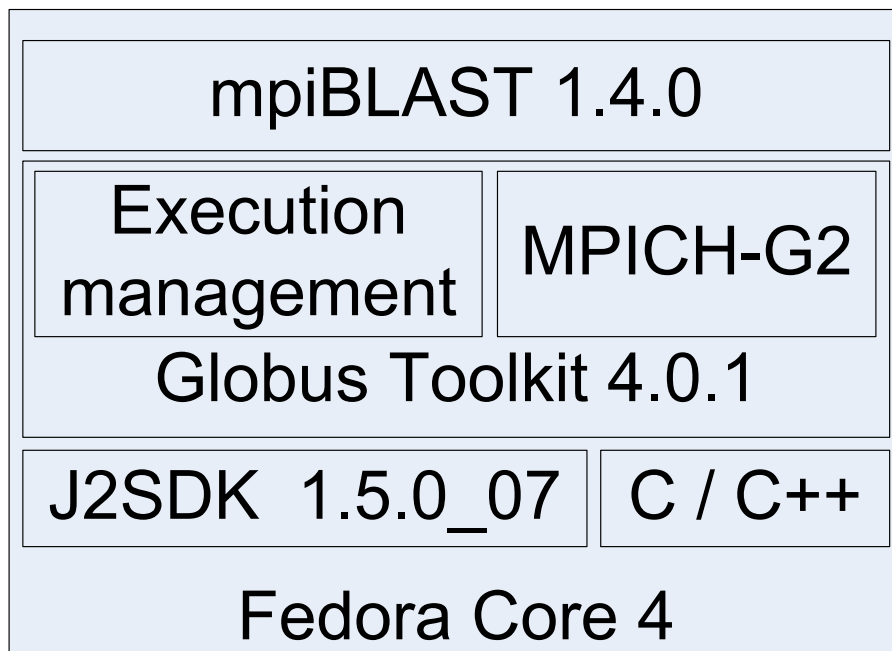 mpiBLAST 1.4.0
Execution
management
MPICH-G2
Globus Toolkit 4.0.1
J2SDK 1.5.0_07
C / C++
Fedora Core 4